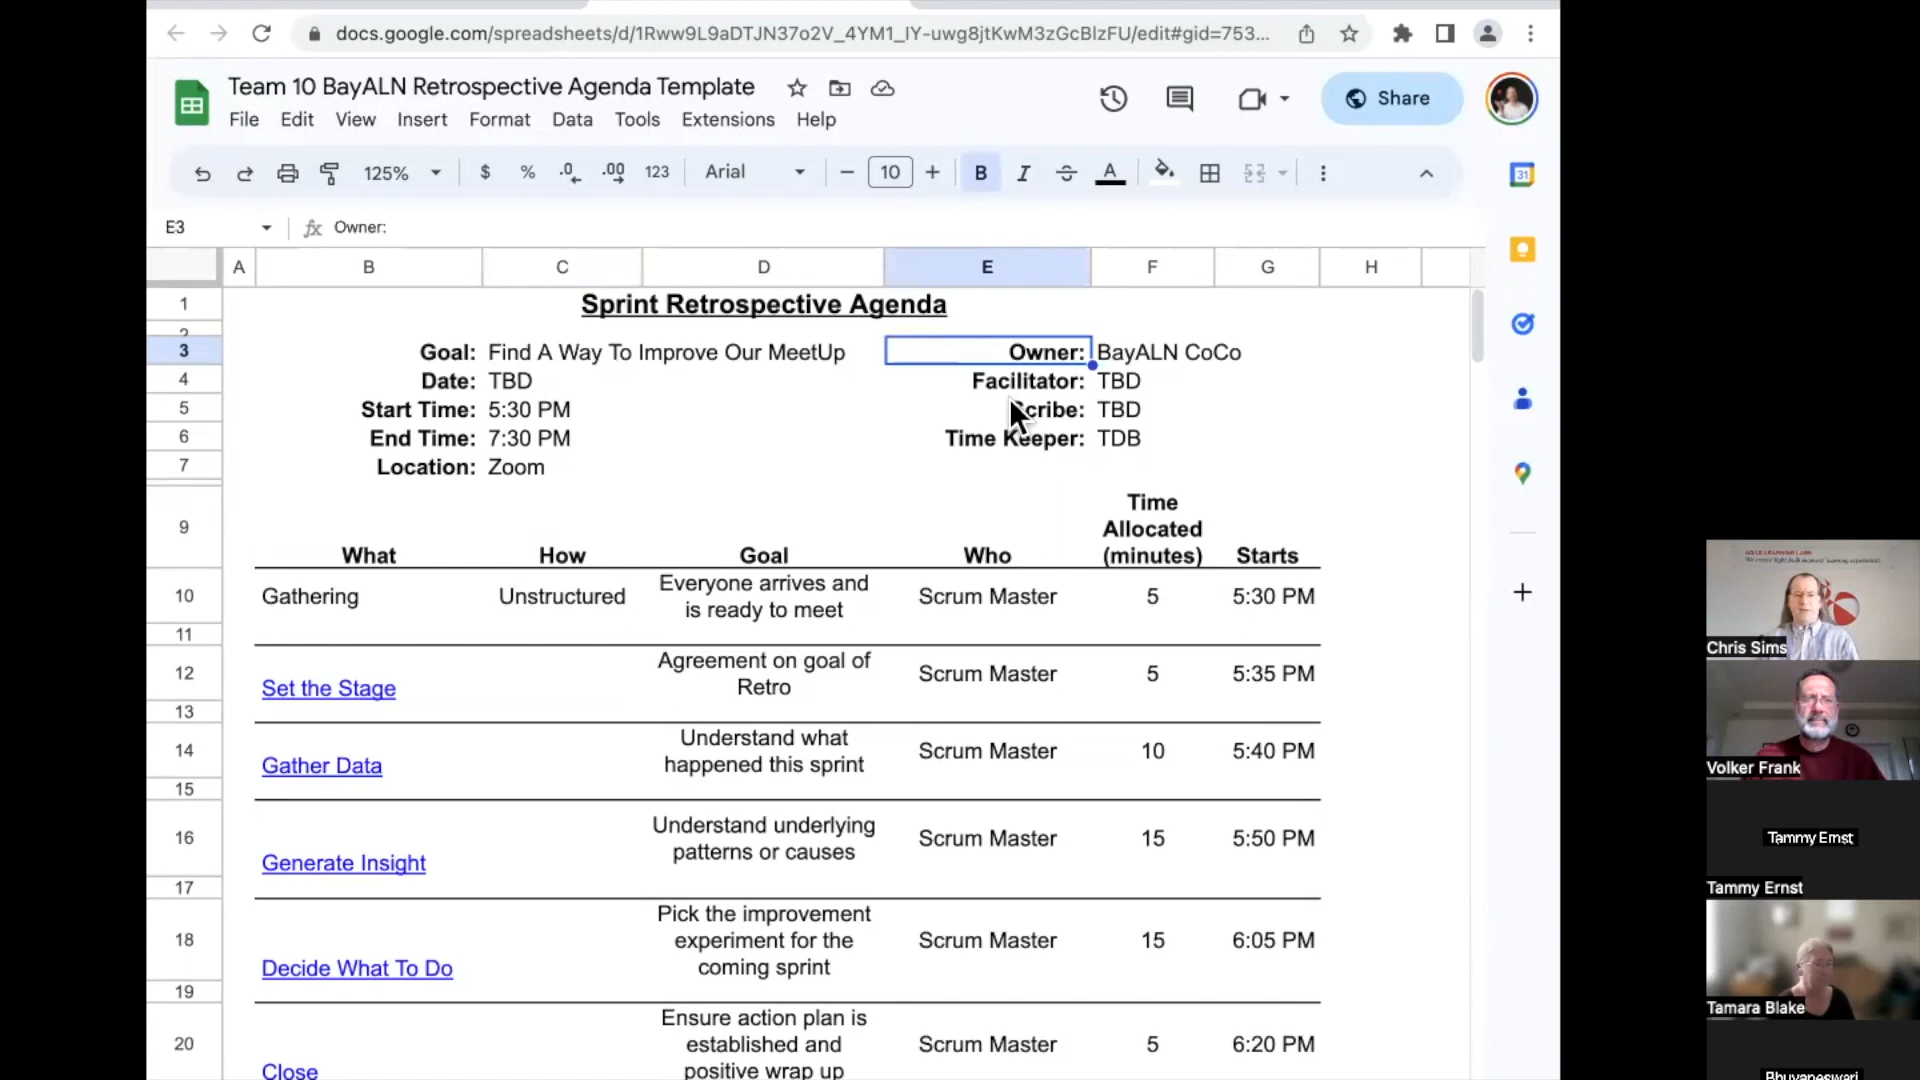 docs.google.com/spreadsheets/d/1Rww9L9aDTJN37o2V_4YM1_IY-uwg8jtKwM3zGcBIzFU/edit#gid=753...
Team 10 BayALN Retrospective Agenda Template
Share
File Edit View Insert Format Data Tools Extensions Help
125% $ % .0 .00 123 Arial 10 B I A
31
E3 fx Owner:
A B C D E F G H
1 Sprint Retrospective Agenda
2
3 Goal: Find A Way To Improve Our MeetUp Owner: BayALN CoCo
4 Date: TBD Facilitator: TBD
5 Start Time: 5:30 PM Scribe: TBD
6 End Time: 7:30 PM Time Keeper: TDB
7 Location: Zoom
Time
9 Allocated
What How Goal Who (minutes) Starts
Everyone arrives and
10 Gathering Unstructured Scrum Master 5 5:30 PM
is ready to meet
11
Agreement on goal of
12 Scrum Master 5 5:35 PM
Set the Stage Retro
13
Understand what
14 Scrum Master 10 5:40 PM
Gather Data happened this sprint
15
Understand underlying
16 Scrum Master 15 5:50 PM
patterns or causes
Generate Insight
17
Pick the improvement
18 experiment for the Scrum Master 15 6:05 PM
Decide What To Do coming sprint
19
Ensure action plan is
20 established and Scrum Master 5 6:20 PM
Close positive wrap up
Chris Sims
Volker Frank
Tammy Ernst
Tammy Ernst
Tamara Blake
Bhuvaneswari